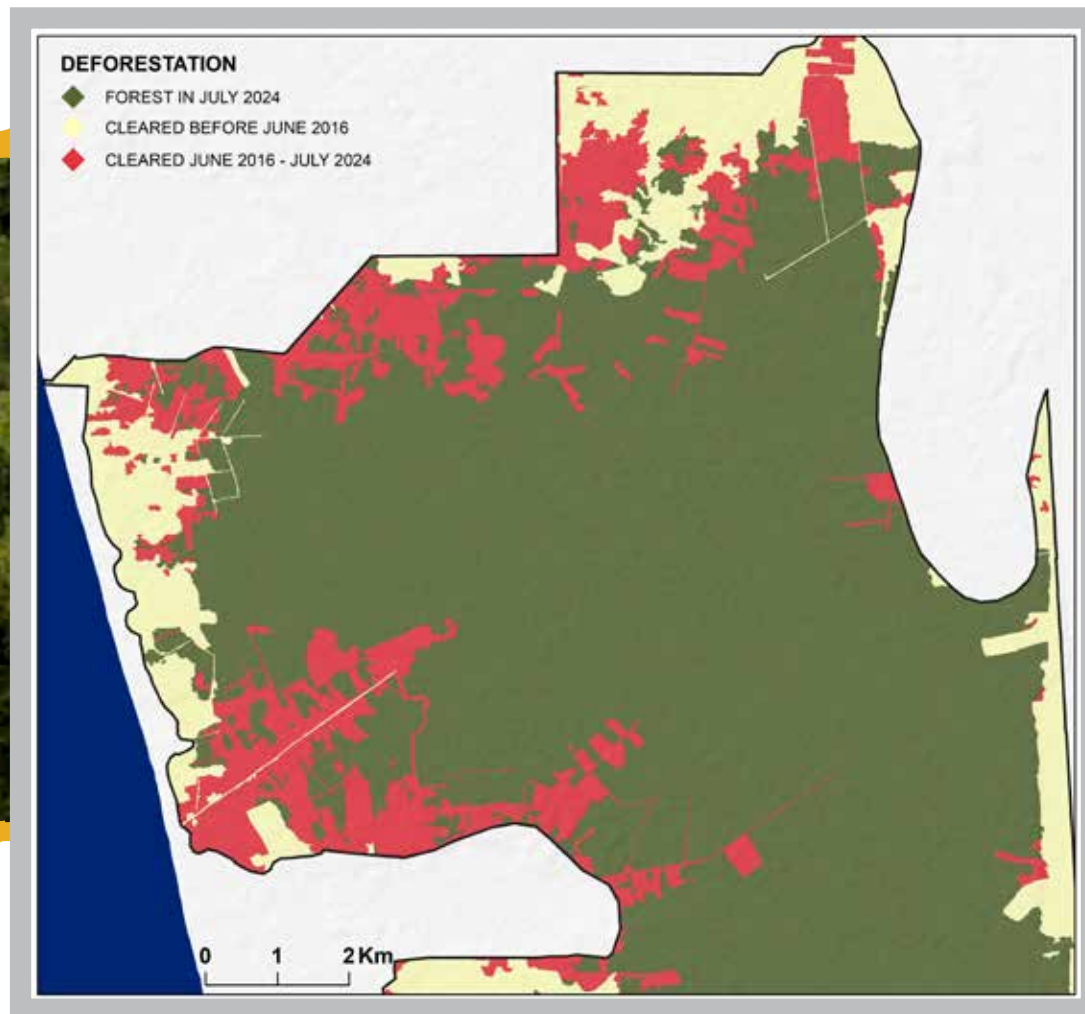 DEFORESTATION
FOREST IN JULY 2024
CLEARED BEFORE JUNE 2016
CLEARED JUNE 2016 - JULY 2024
0 1 2 Km